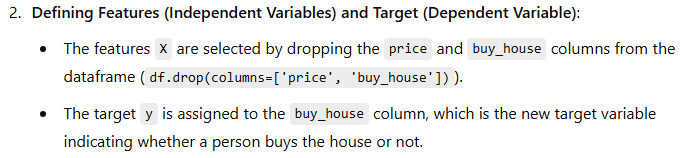 2. Defining Features (Independent Variables) and Target (Dependent Variable):
• The features X are selected by dropping the price and buy_house columns from the
dataframe ( df.drop(columns=['price', 'buy_house']) ).
• The target y is assigned to the buy_house column, which is the new target variable
indicating whether a person buys the house or not.